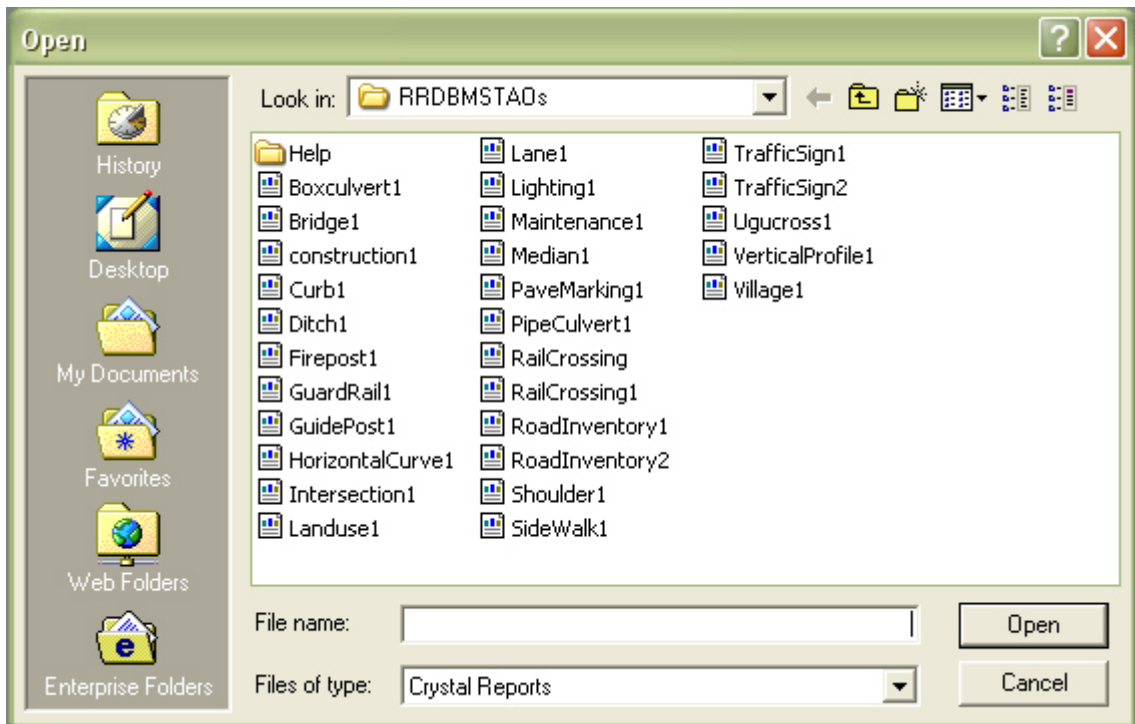 Open
Look in: RRDBMSTAOs
History
Desktop
My Documents
Favorites
Web Folders
Enterprise Folders
Help
Boxculvert1
Bridge1
construction1
Curb1
Ditch1
Firepost1
GuardRail1
GuidePost1
HorizontalCurve1
Intersection1
Landuse1
Lane1
Lighting1
Maintenance1
Median1
PaveMarking1
PipeCulvert1
RailCrossing
RailCrossing1
RoadInventory1
RoadInventory2
Shoulder1
SideWalk1
TrafficSign1
TrafficSign2
Ugucross1
VerticalProfile1
Village1
File name:
Open
Files of type: Crystal Reports
Cancel